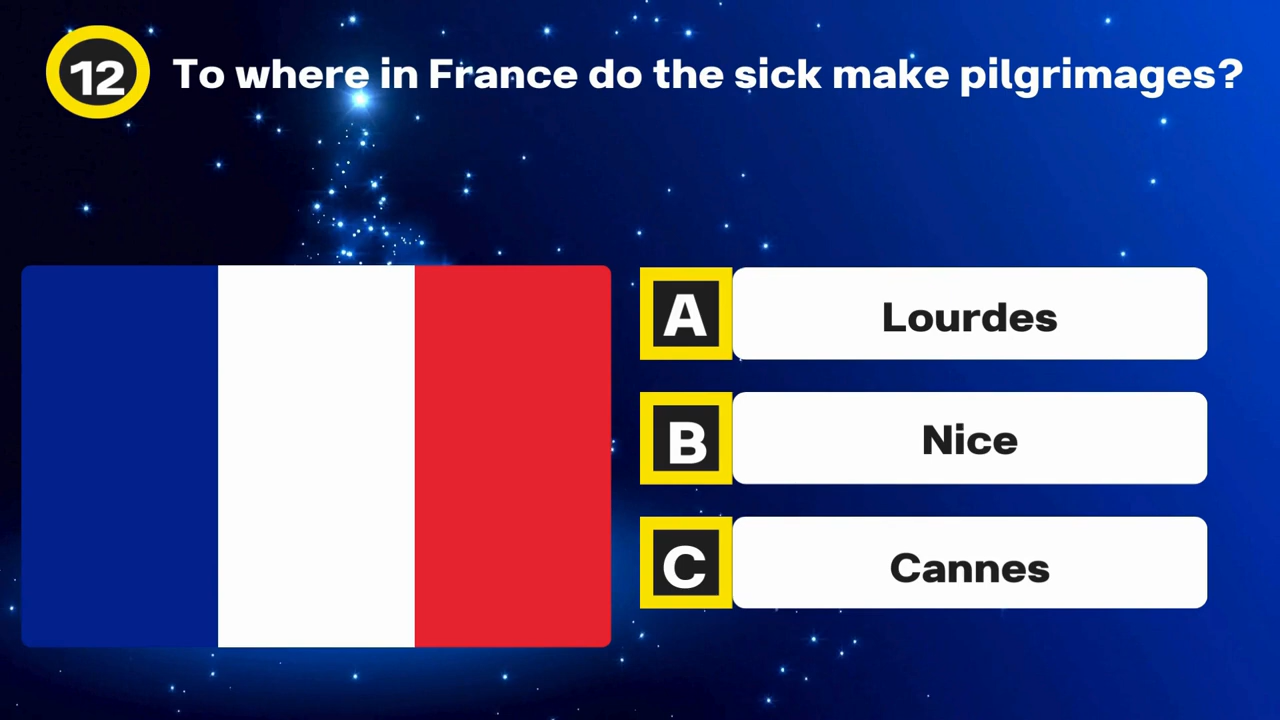 12 To where in France do the sick make pilgrimages?
A Lourdes
B Nice
C Cannes